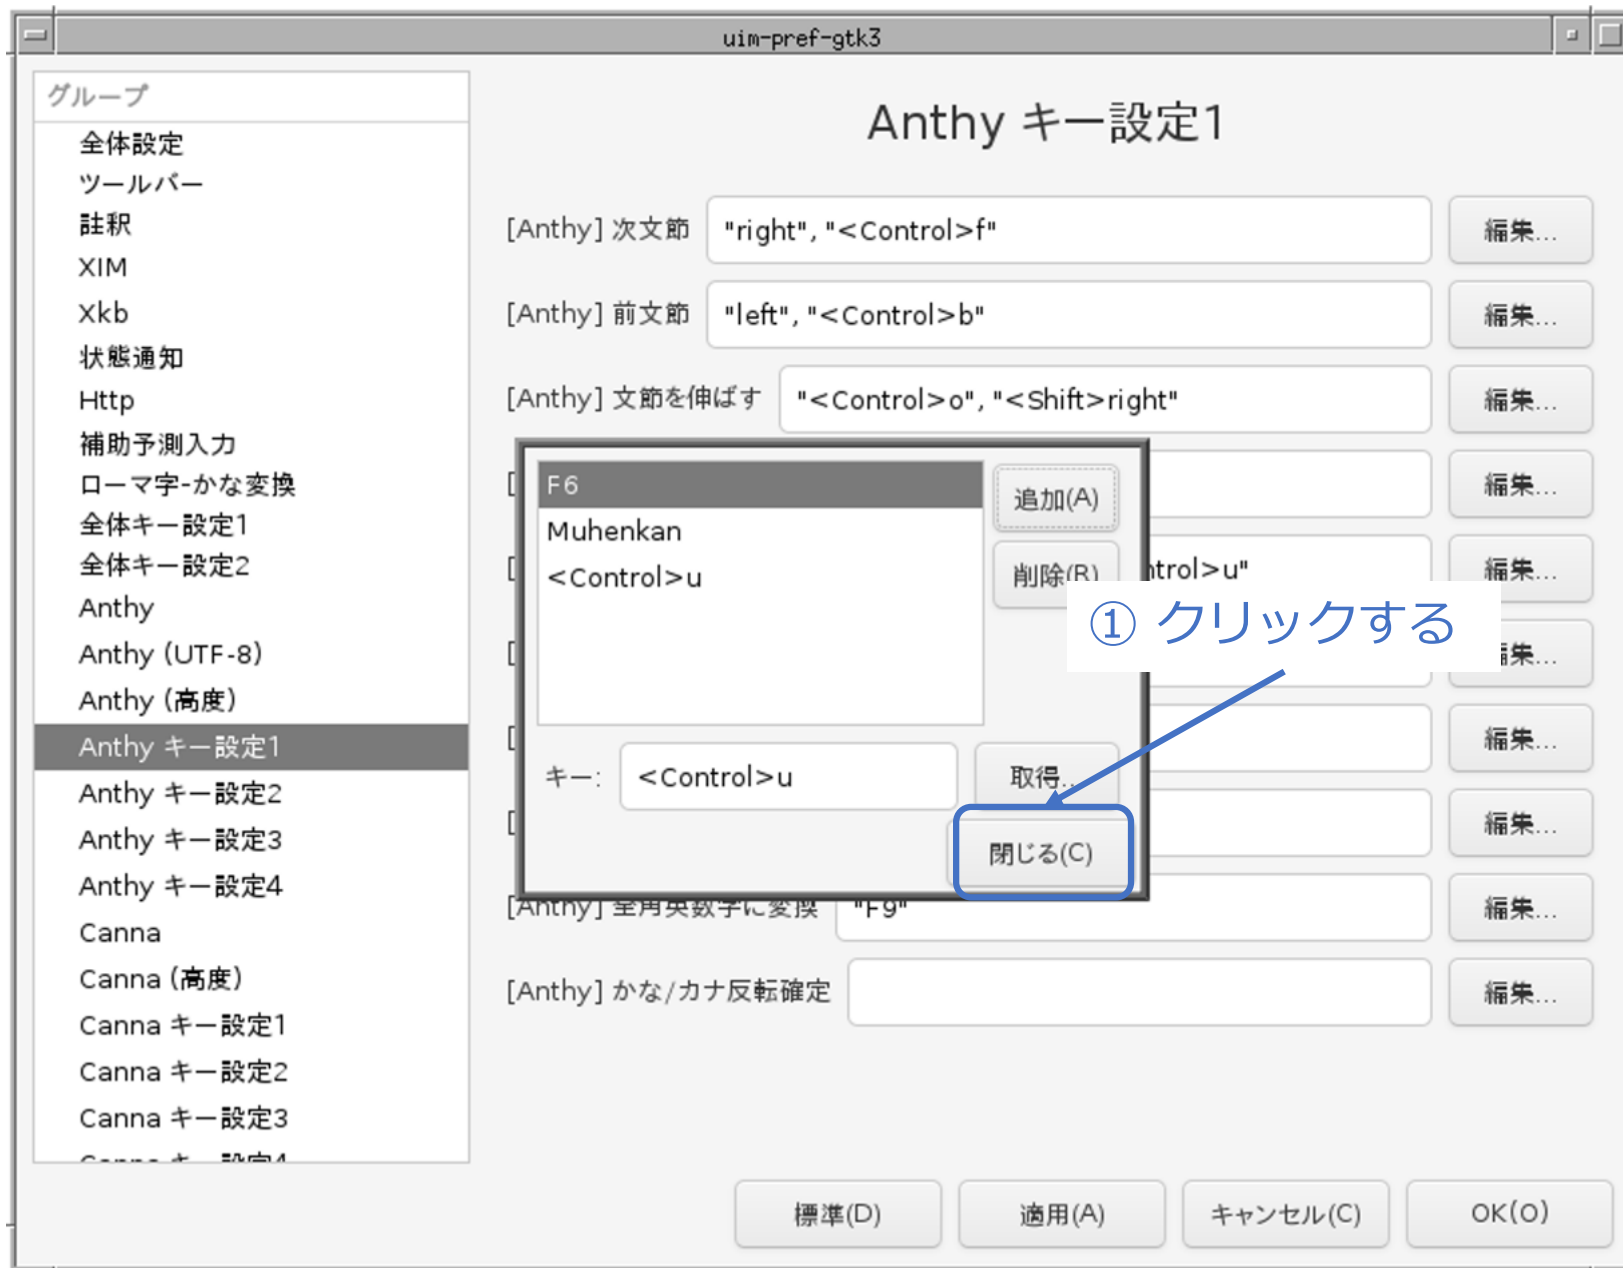 uim-pref-gtk3
グループ
全体設定
ツールバー
註釈
XIM
Xkb
状態通知
Http
補助予測入力
ローマ字-かな変換
全体キー設定1
全体キー設定2
Anthy
Anthy (UTF-8)
Anthy (高度)
Anthy キー設定1
Anthy キー設定2
Anthy キー設定3
Anthy キー設定4
Canna
Canna (高度)
Canna キー設定1
Canna キー設定2
Canna キー設定3
Anthy キー設定1
[Anthy] 次文節 "right", "<Control>f" 編集...
[Anthy] 前文節 "left", "<Control>b" 編集...
[Anthy] 文節を伸ばす "<Control>o", "<Shift>right" 編集...
編集...
ntrol>u" 編集...
編集...
編集...
編集...
[Anthy] 全角英数字に変換 "F9" 編集...
[Anthy] かな/カナ反転確定 編集...
F6
Muhenkan
<Control>u
追加(A)
削除(R)
キー: <Control>u 取得...
閉じる(C)
① クリックする
標準(D) 適用(A) キャンセル(C) OK(O)